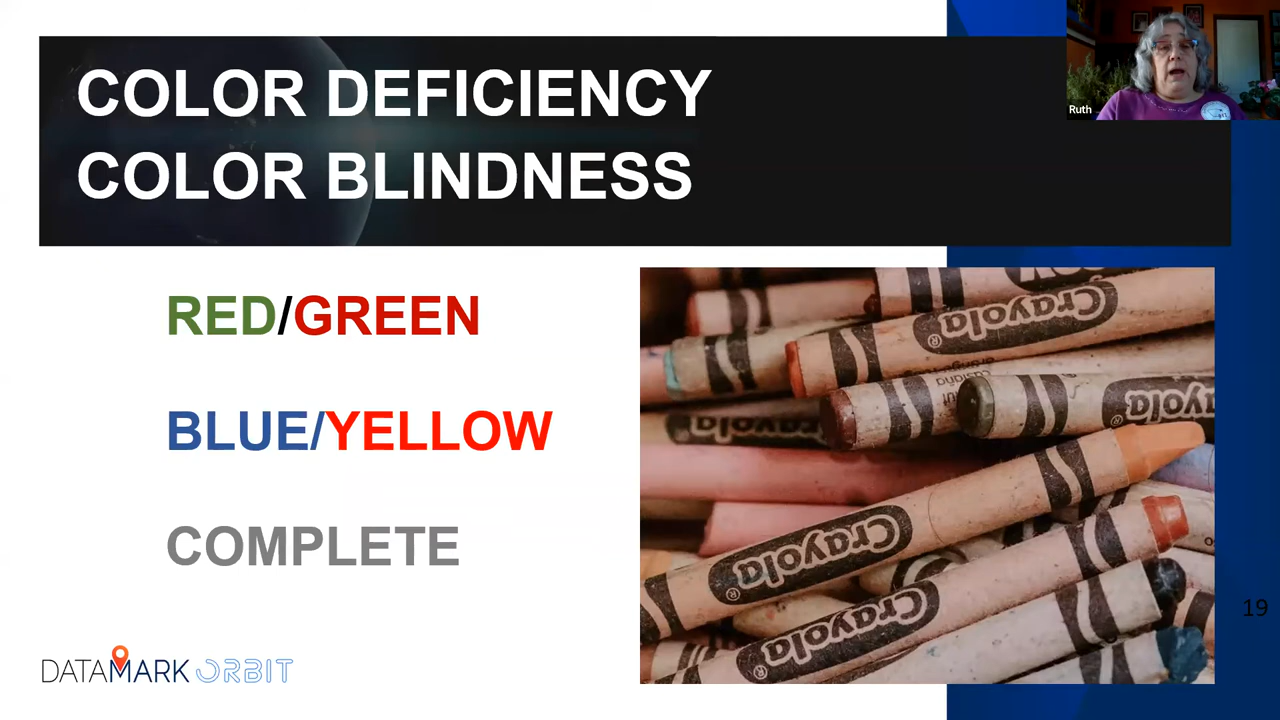 COLOR DEFICIENCY
COLOR BLINDNESS
Ruth
RED/GREEN
BLUE/YELLOW
COMPLETE
Crayola
Crayola
Crayola
Crayola
Crayola
19
DATAMARK ORBIT